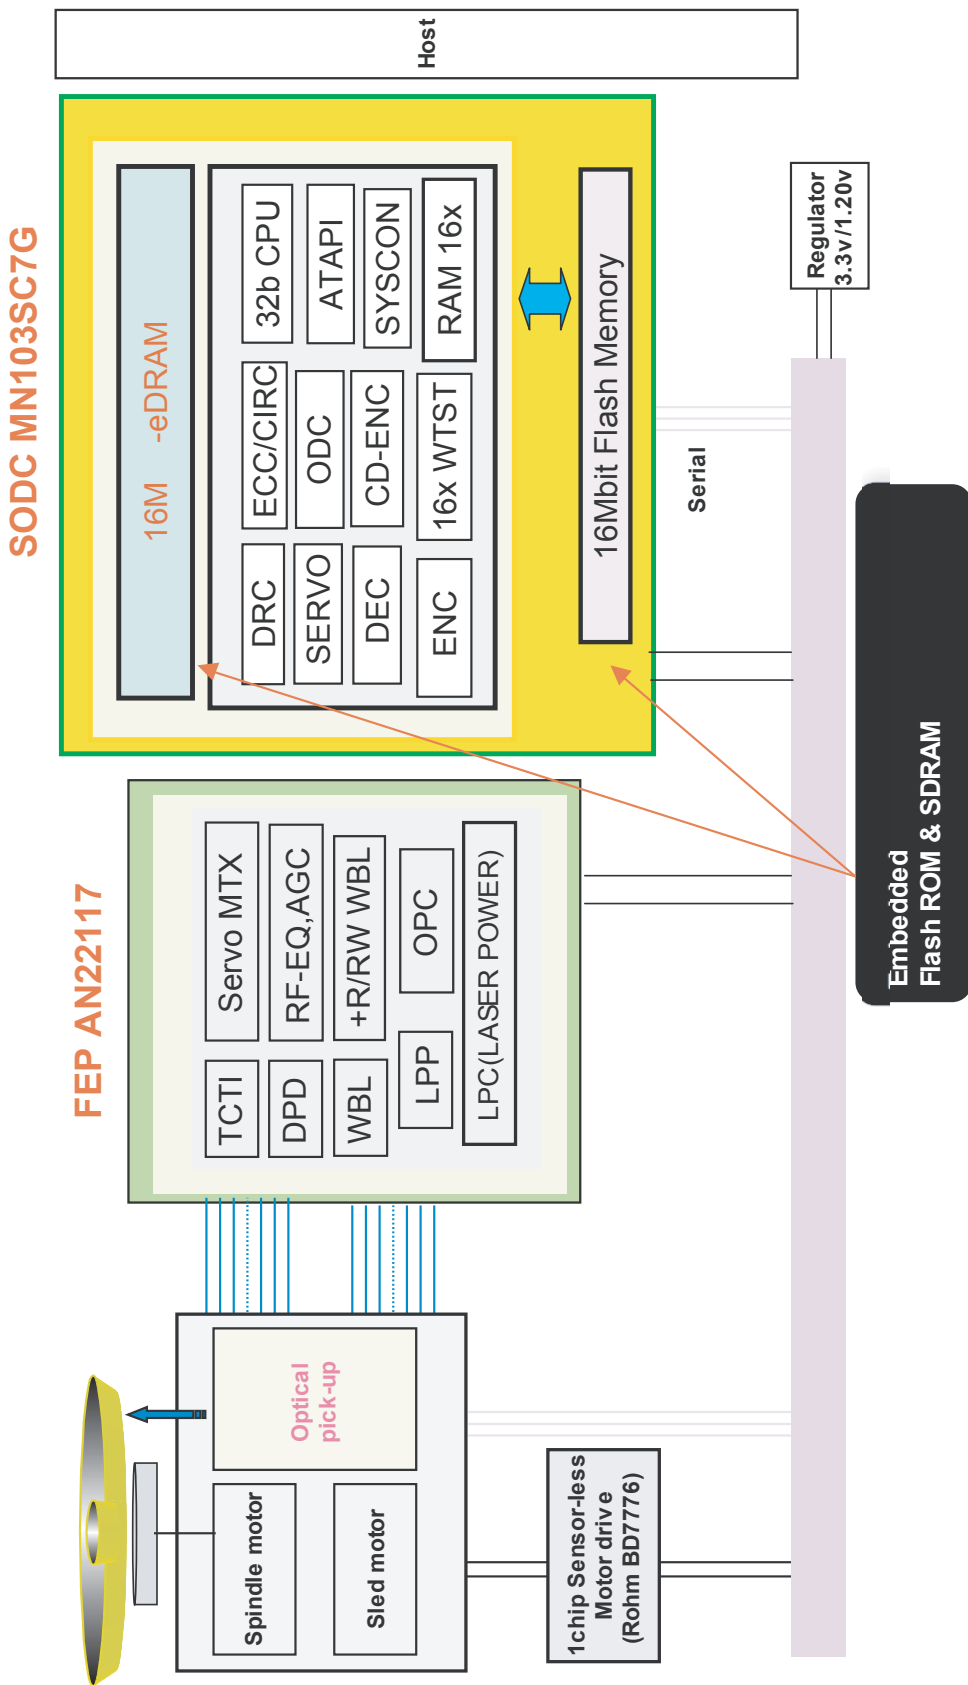 SODC MN103SC7G
FEP AN22117
Host
16M -eDRAM
DRC
ECC/CIRC
32b CPU
SERVO
ODC
ATAPI
DEC
CD-ENC
SYSCON
ENC
16x WTST
RAM 16x
16Mbit Flash Memory
TCTI
Servo MTX
DPD
RF-EQ,AGC
WBL
+R/RW WBL
LPP
OPC
LPC(LASER POWER)
Optical
pick-up
Spindle motor
Sled motor
1chip Sensor-less
Motor drive
(Rohm BD7776)
Serial
Regulator
3.3v/1.20v
Embedded
Flash ROM & SDRAM